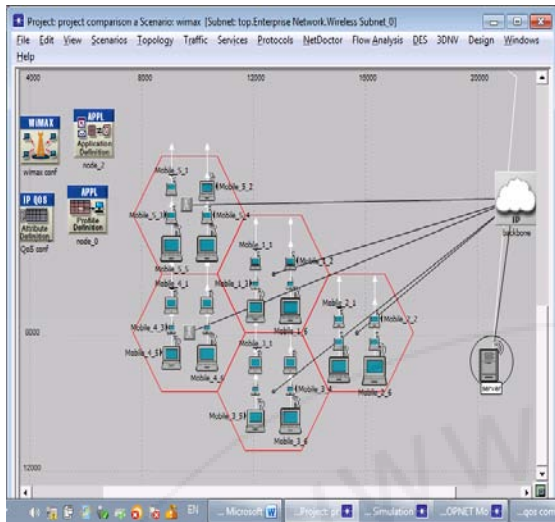 Project: project comparison a Scenario: wimax [Subnet: top.Enterprise Network.Wireless Subnet_0]
File Edit View Scenarios Topology Traffic Services Protocols NetDoctor Flow Analysis DES 3DNV Design Windows
Help
4000 8000 12000 16000 20000
WiMAX
wimax conf
APPL
Application
Definition
node_2
IP QOS
Attribute
Definition
QoS conf
APPL
Profile
Definition
node_0
Mobile_5_1
Mobile_5_2
Mobile_5_3
Mobile_5_4
Mobile_5_5
Mobile_1_1
Mobile_1_2
Mobile_1_3
Mobile_1_6
IP
backbone
Mobile_4_1
Mobile_4_3
Mobile_4_5
Mobile_4_6
Mobile_2_1
Mobile_2_2
Mobile_2_6
8000
Mobile_3_1
Mobile_3_4
Mobile_3_5
Mobile_3_6
server
12000
WWW
EN ... Microsoft ...Project: pr ... Simulation ...OPNET Mo ...qos con